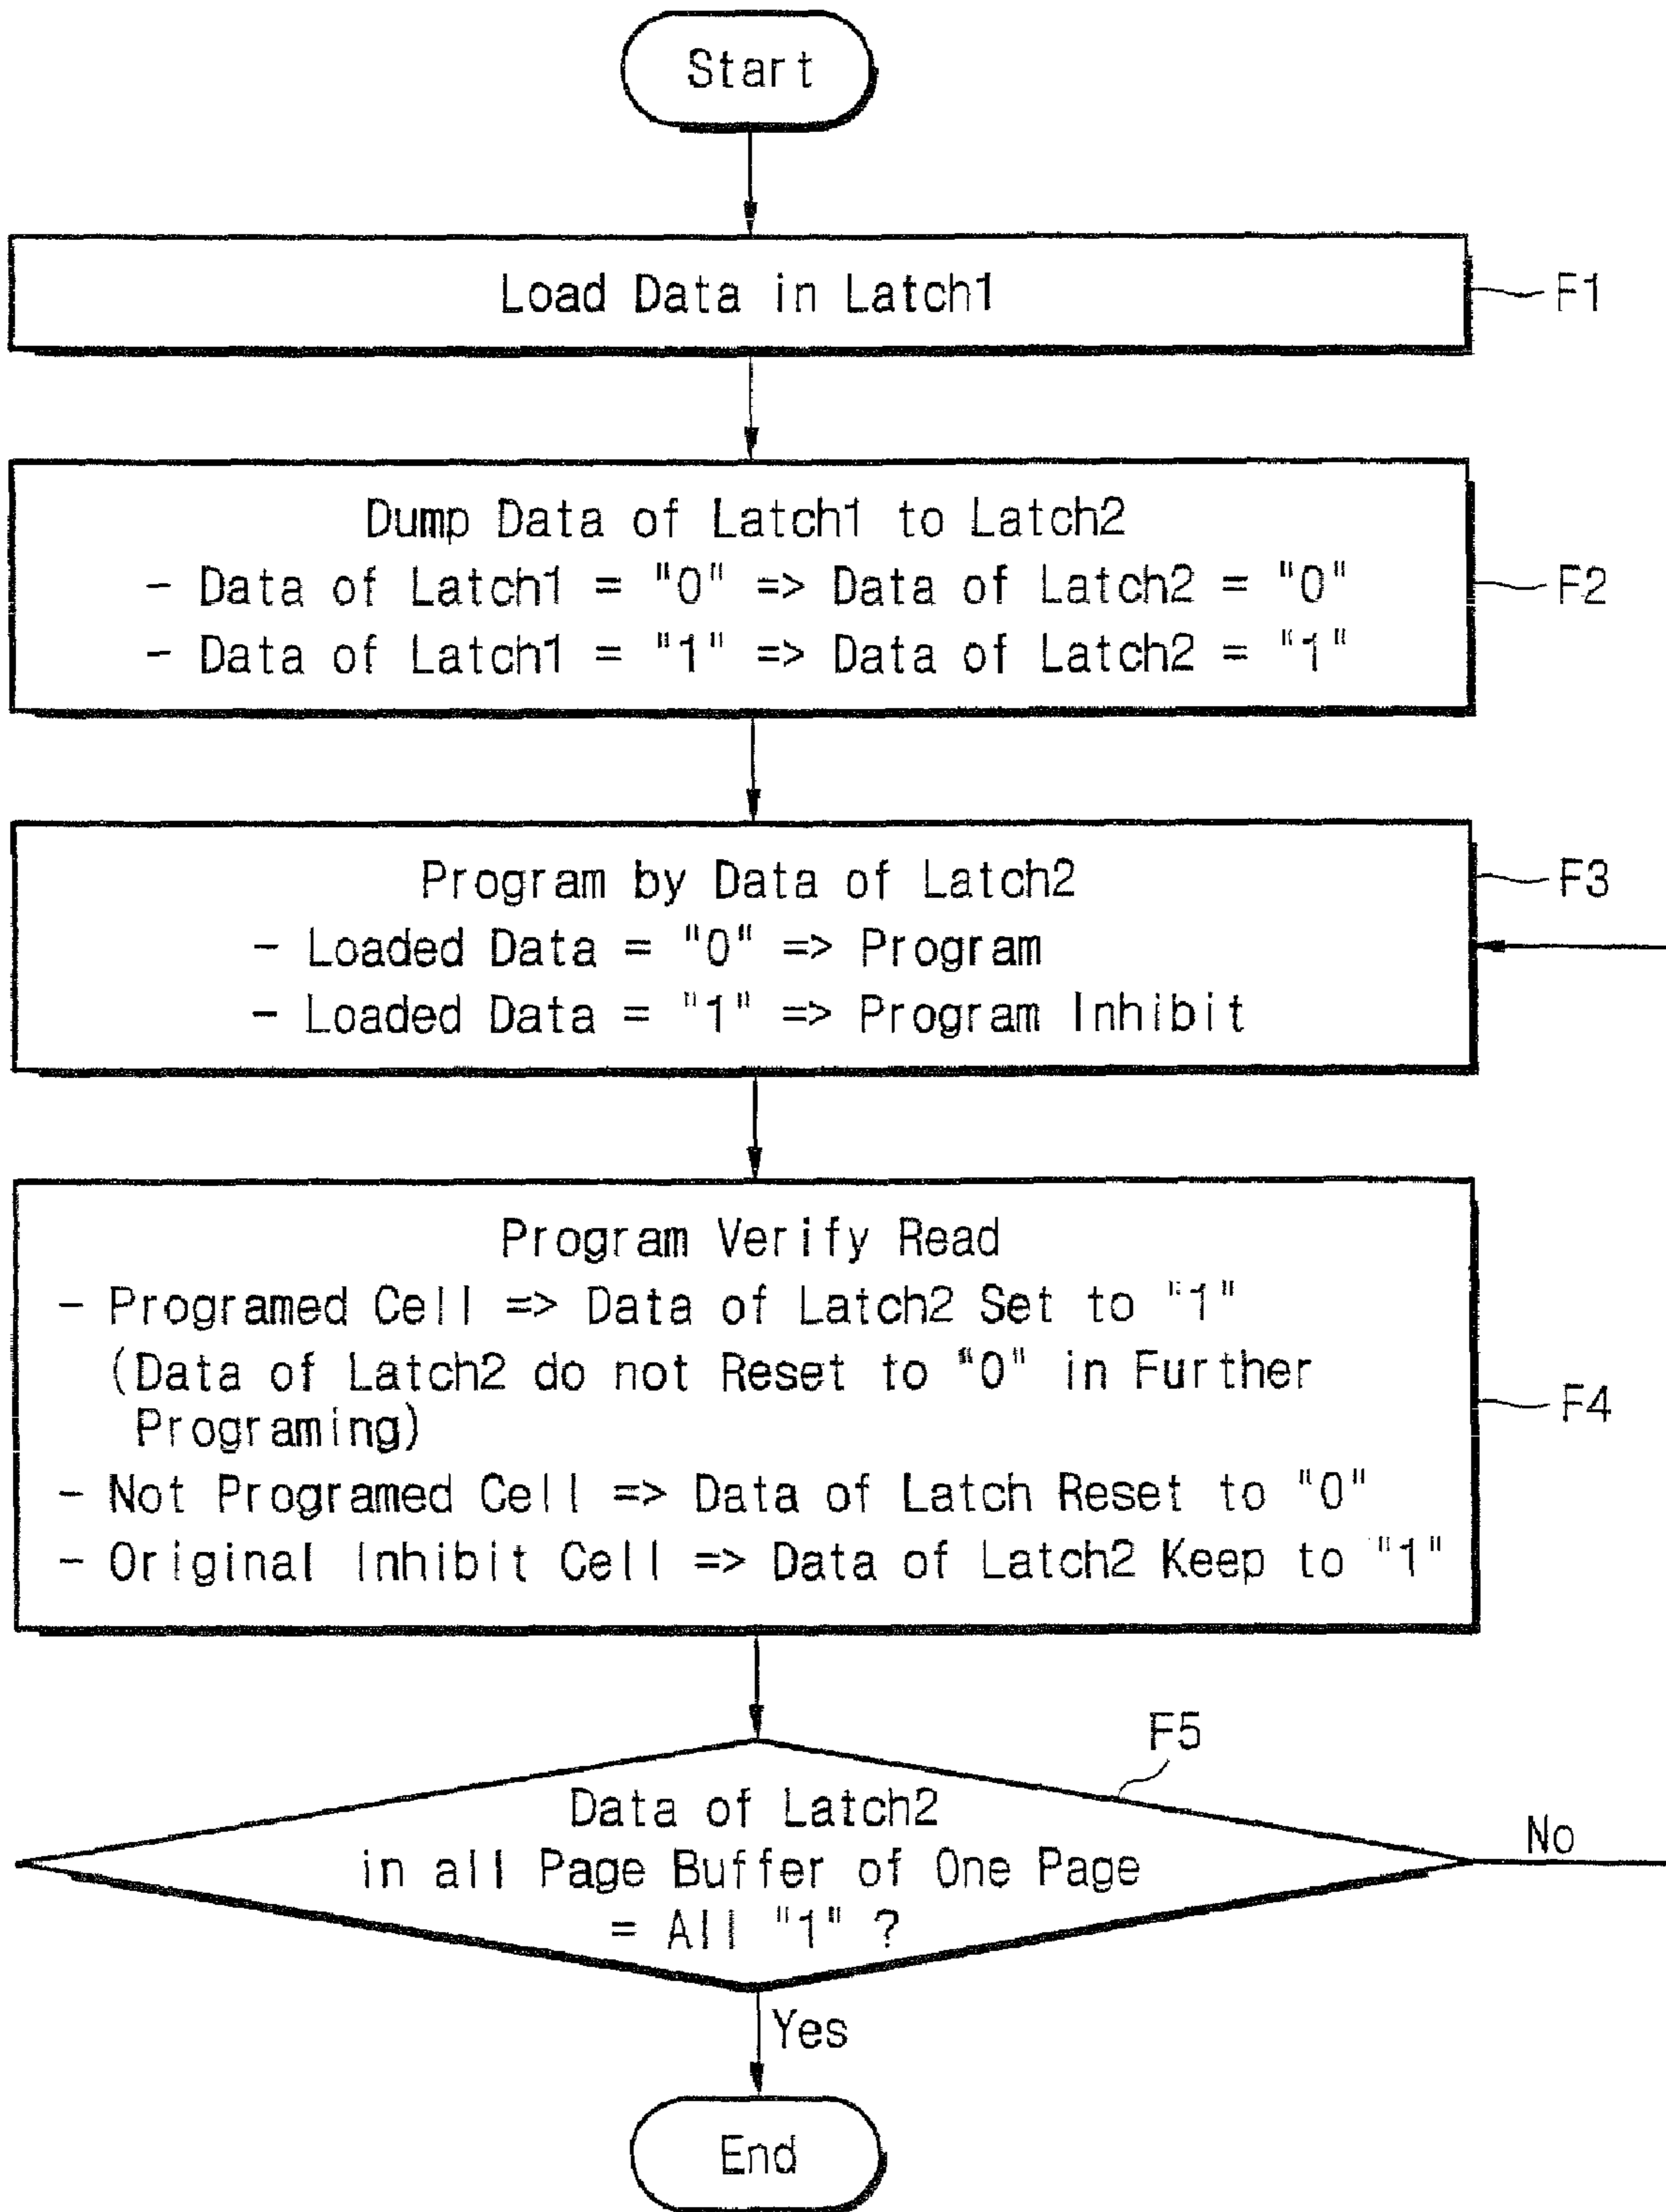 Start
Load Data in Latch1
F1
Dump Data of Latch1 to Latch2
- Data of Latch1 = "0" => Data of Latch2 = "0"
- Data of Latch1 = "1" => Data of Latch2 = "1"
F2
Program by Data of Latch2
- Loaded Data = "0" => Program
- Loaded Data = "1" => Program Inhibit
F3
Program Verify Read
- Programed Cell => Data of Latch2 Set to "1"
(Data of Latch2 do not Reset to "0" in Further
Programing)
- Not Programed Cell => Data of Latch Reset to "0"
- Original Inhibit Cell => Data of Latch2 Keep to "1"
F4
F5
Data of Latch2
in all Page Buffer of One Page
= All "1" ?
No
Yes
End